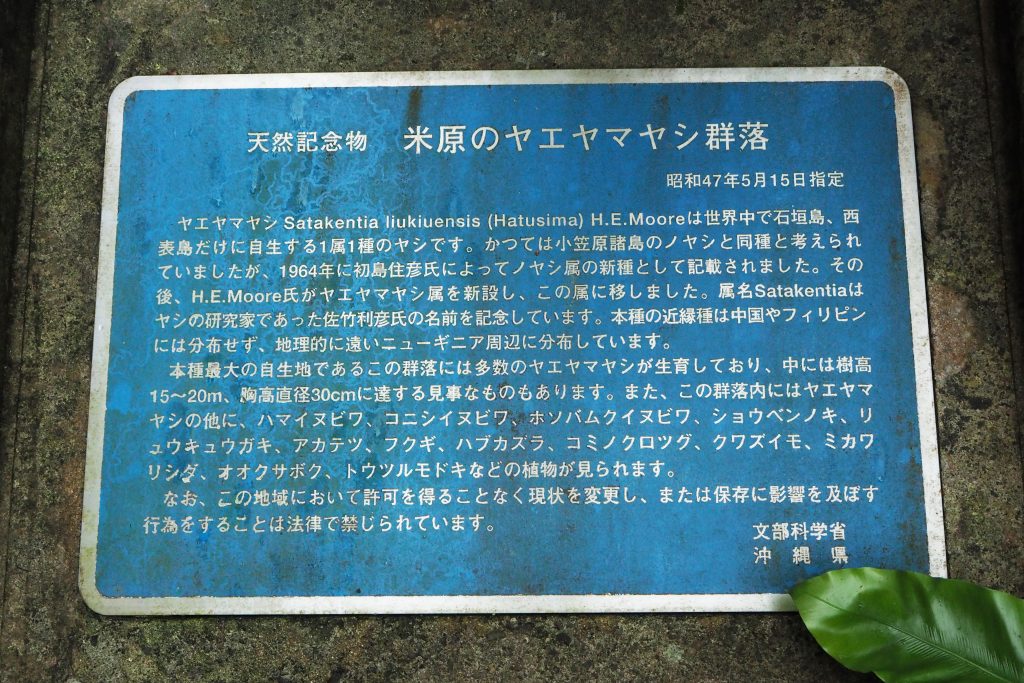 天然記念物　米原のヤエヤマヤシ群落
昭和47年5月15日指定
ヤエヤマヤシ Satakentia liukiuensis (Hatusima) H.E.Mooreは世界中で石垣島、西
表島だけに自生する1属1種のヤシです。かつては小笠原諸島のノヤシと同種と考えられ
ていましたが、1964年に初島住彦氏によってノヤシ属の新種として記載されました。その
後、H.E.Moore氏がヤエヤマヤシ属を新設し、この属に移しました。属名Satakentiaは
ヤシの研究家であった佐竹利彦氏の名前を記念しています。本種の近縁種は中国やフィリピン
には分布せず、地理的に遠いニューギニア周辺に分布しています。
本種最大の自生地であるこの群落には多数のヤエヤマヤシが生育しており、中には樹高
15〜20m、胸高直径30cmに達する見事なものもあります。また、この群落内にはヤエヤマ
ヤシの他に、ハマイヌビワ、コニシイヌビワ、ホソバムクイヌビワ、ショウベンノキ、リ
ュウキュウガキ、アカテツ、フクギ、ハブカズラ、コミノクロツグ、クワズイモ、ミカワ
リシダ、オオクサボク、トウツルモドキなどの植物が見られます。
なお、この地域において許可を得ることなく現状を変更し、または保存に影響を及ぼす
行為をすることは法律で禁じられています。
文部科学省
沖縄県